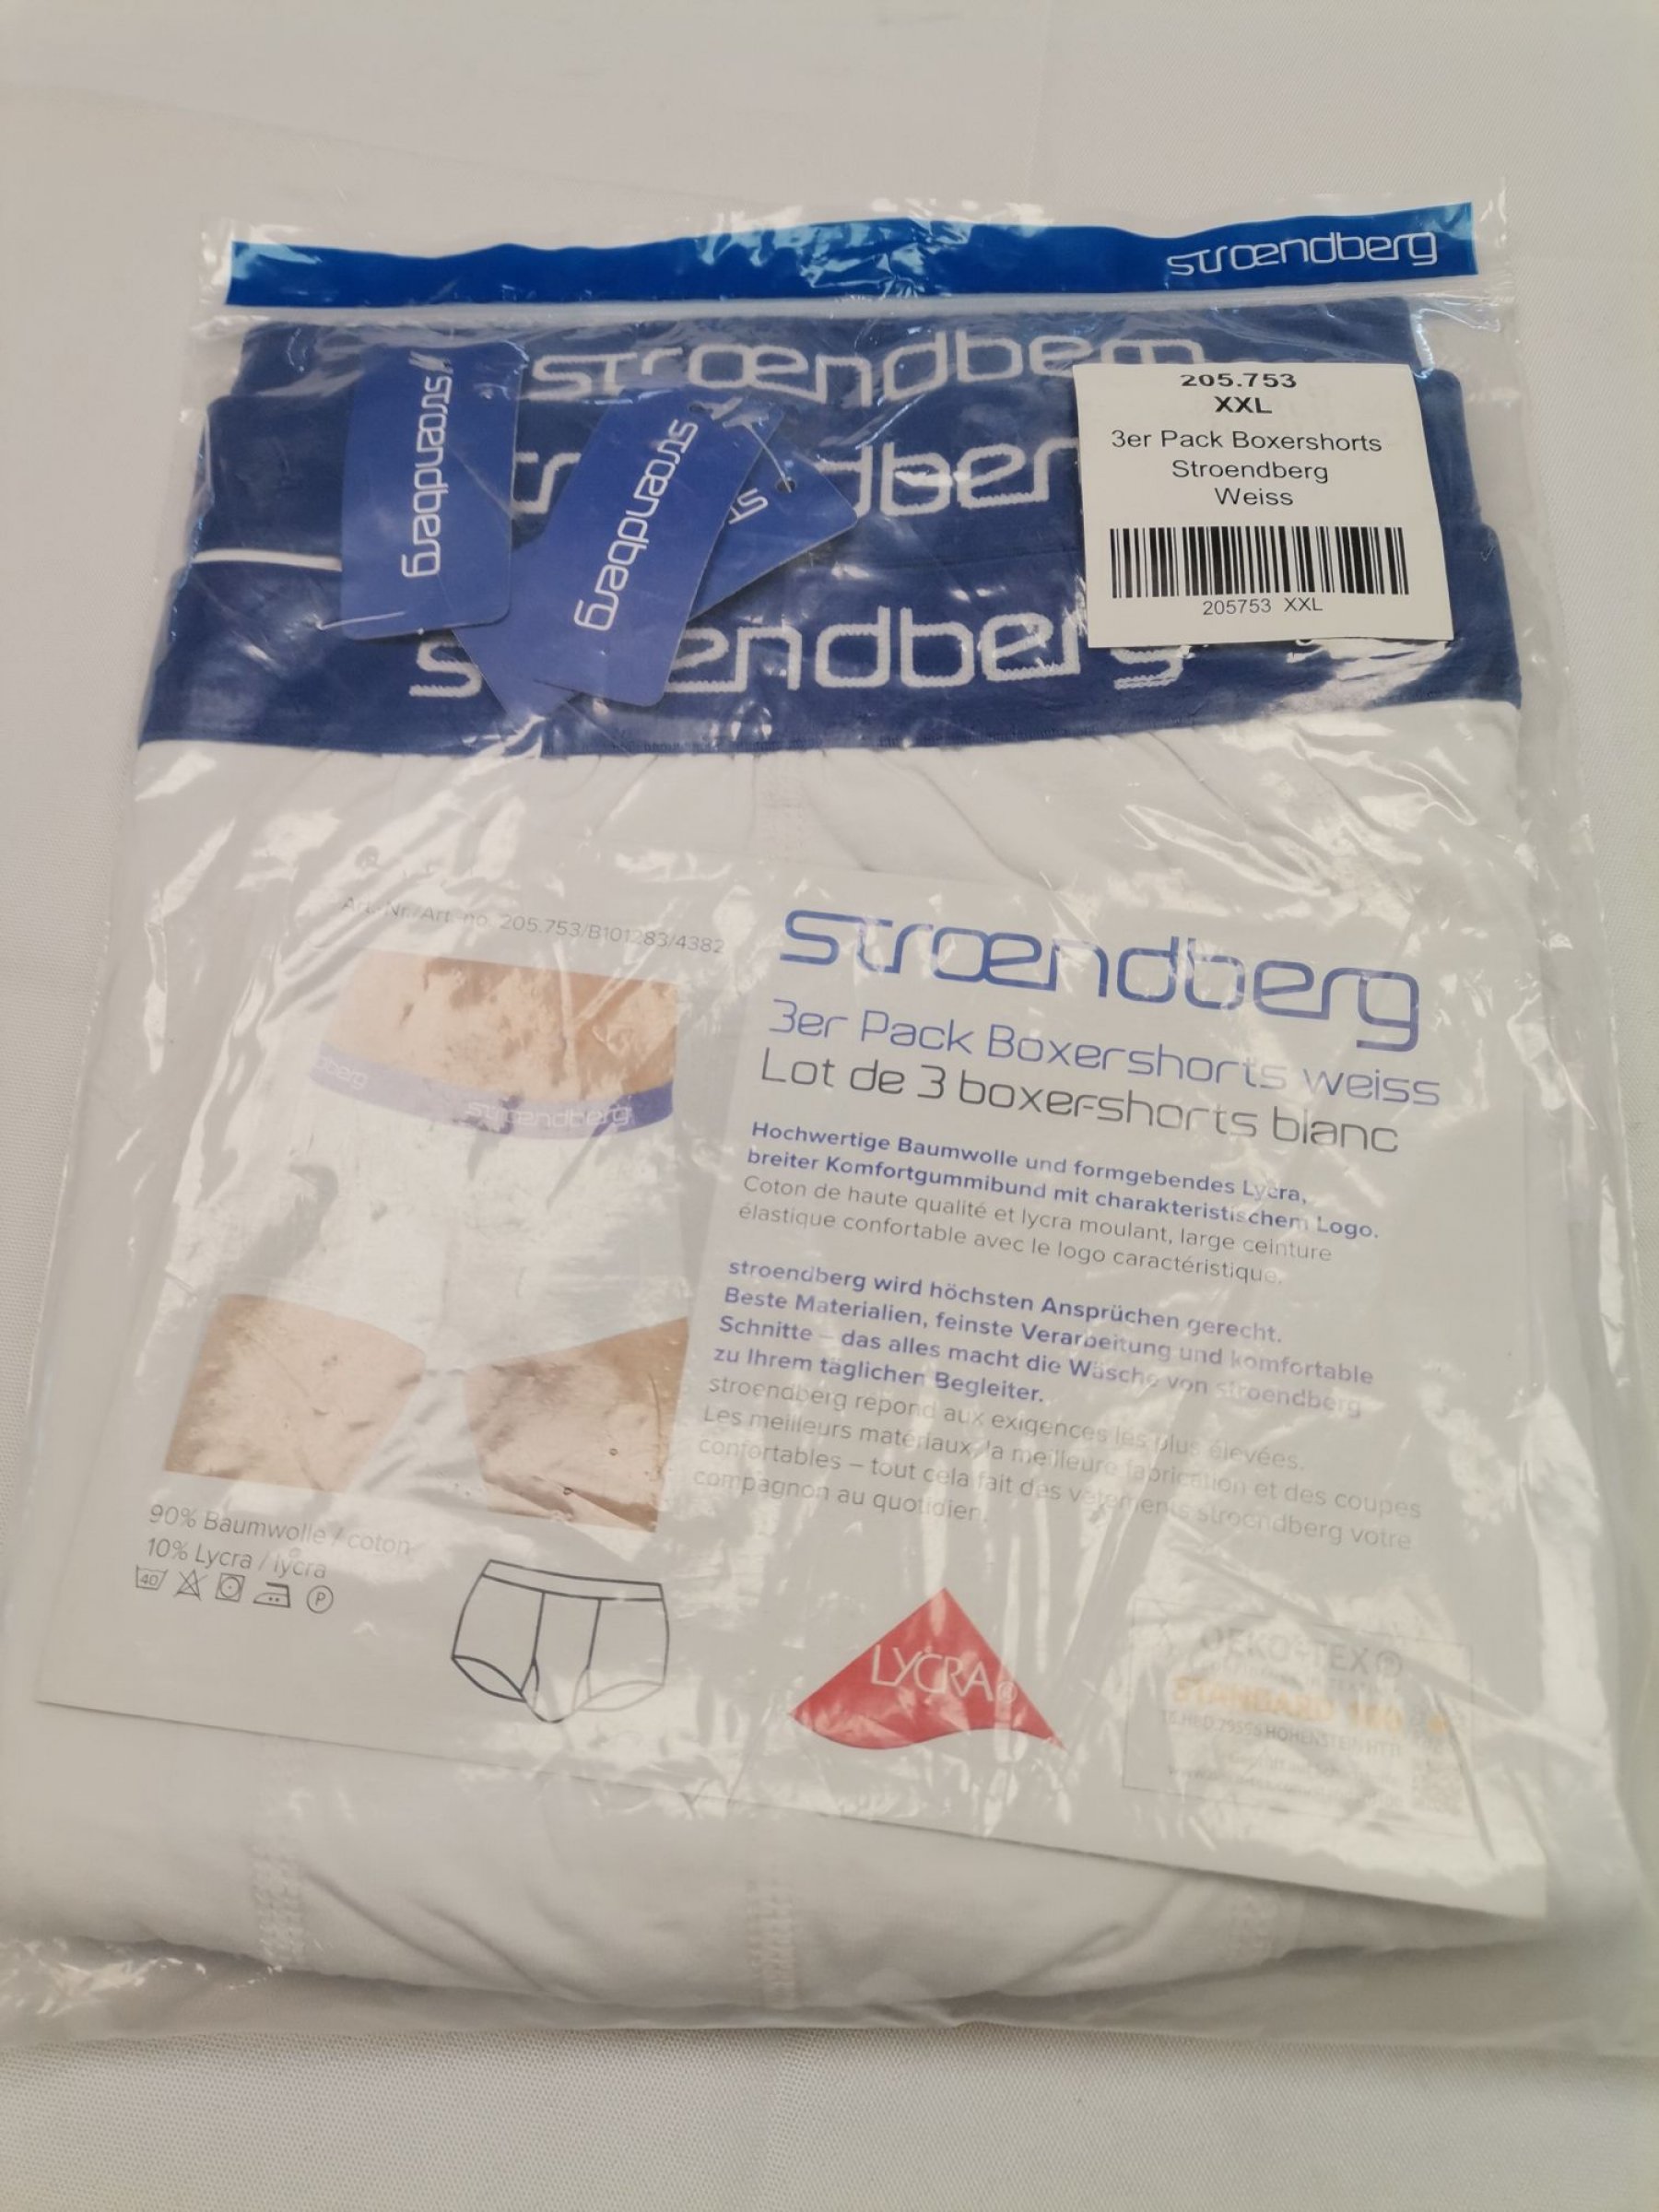 stroendberg
stroendberg
205.753
XXL
3er Pack Boxershorts
Stroendberg
Weiss
205753 XXL
stroendberg
stroendberg
Art.-Nr./Art.-no. 205.753/B101283/4382
stroendberg
3er Pack Boxershorts weiss
Lot de 3 boxershorts blanc
Hochwertige Baumwolle und formgebendes Lycra,
breiter Komfortgummibund mit charakteristischem Logo.
Coton de haute qualité et lycra moulant, large ceinture
élastique confortable avec le logo caractéristique.
stroendberg wird höchsten Ansprüchen gerecht.
Beste Materialien, feinste Verarbeitung und komfortable
Schnitte – das alles macht die Wäsche von stroendberg
zu Ihrem täglichen Begleiter.
stroendberg répond aux exigences les plus élevées.
Les meilleurs matériaux, la meilleure fabrication et des coupes
confortables – tout cela fait des vêtements stroendberg votre
compagnon au quotidien.
stroendberg
90% Baumwolle / coton
10% Lycra / lycra
40
P
LYCRA®
OEKO-TEX®
STANDARD 100